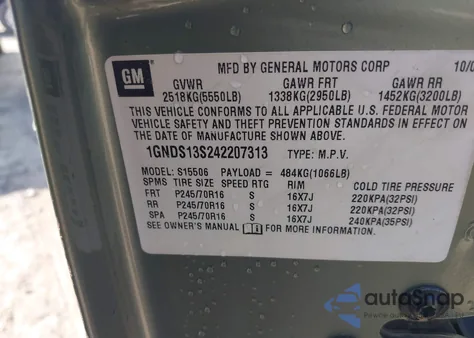 GM
MFD BY GENERAL MOTORS CORP 10/0
GVWR GAWR FRT GAWR RR
2518KG(5550LB) 1338KG(2950LB) 1452KG(3200LB)
THIS VEHICLE CONFORMS TO ALL APPLICABLE U.S. FEDERAL MOTOR
VEHICLE SAFETY AND THEFT PREVENTION STANDARDS IN EFFECT ON
THE DATE OF MANUFACTURE SHOWN ABOVE.
1GNDS13S242207313 TYPE: M.P.V.
MODEL: S15506 PAYLOAD = 484KG(1066LB)
SPMS TIRE SIZE SPEED RTG RIM COLD TIRE PRESSURE
FRT P245/70R16 S 16X7J 220KPA(32PSI)
RR P245/70R16 S 16X7J 220KPA(32PSI)
SPA P245/70R16 S 16X7J 240KPA(35PSI)
SEE OWNER'S MANUAL FOR MORE INFORMATION.
autoSnap